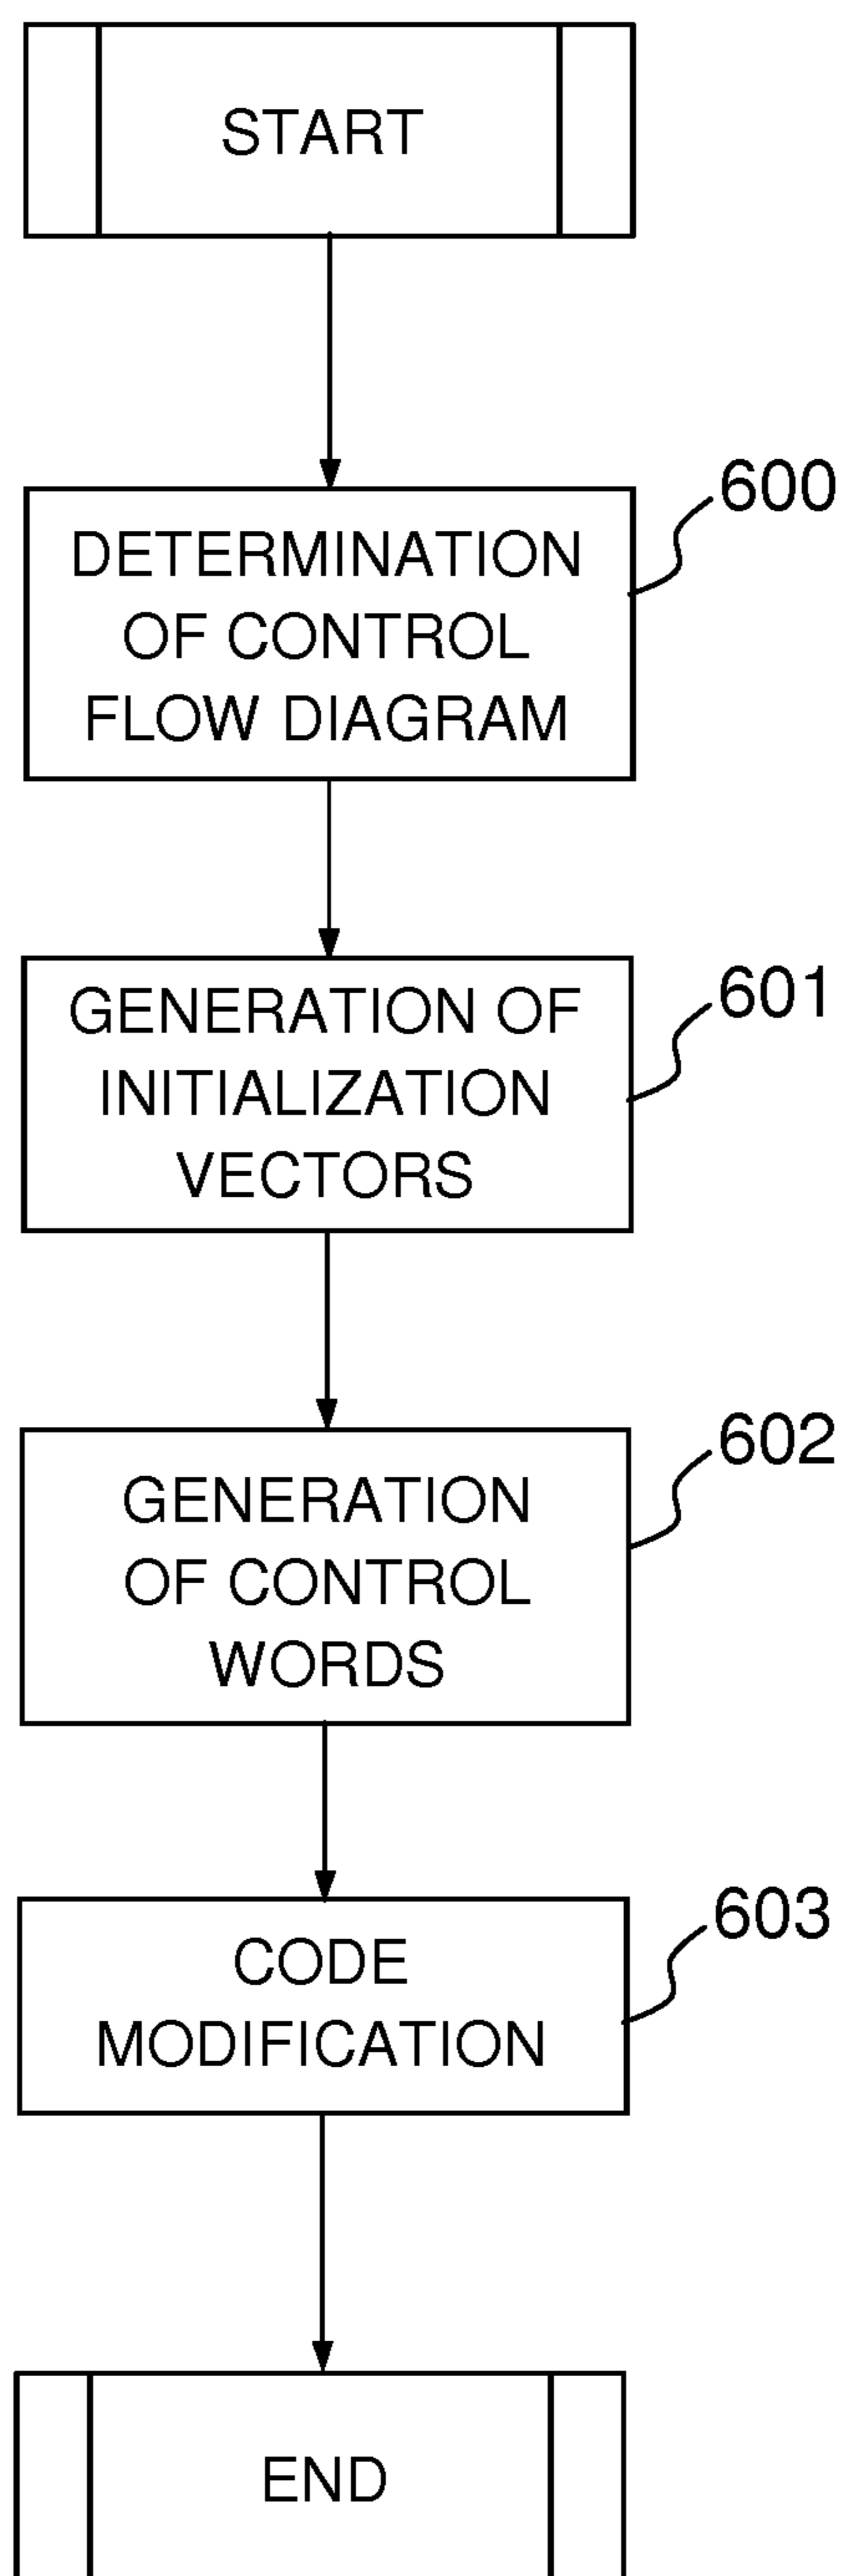 START
600
DETERMINATION
OF CONTROL
FLOW DIAGRAM
601
GENERATION OF
INITIALIZATION
VECTORS
602
GENERATION
OF CONTROL
WORDS
603
CODE
MODIFICATION
END